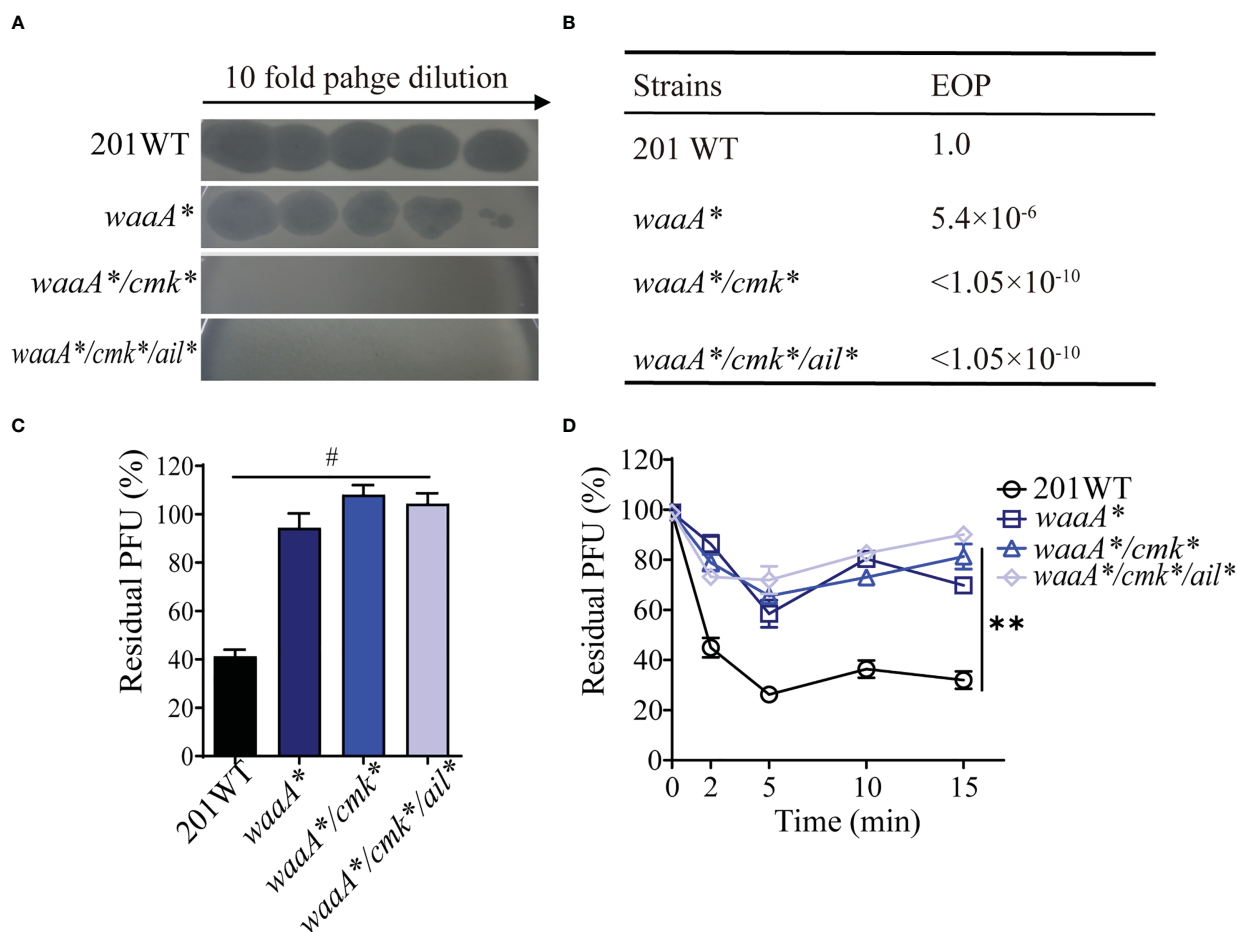 A
10 fold pahge dilution
201WT
waaA*
waaA*/cmk*
waaA*/cmk*/ail*
B
Strains EOP
201 WT 1.0
waaA* 5.4×10⁻⁶
waaA*/cmk* <1.05×10⁻¹⁰
waaA*/cmk*/ail* <1.05×10⁻¹⁰
C
Residual PFU (%)
120
100
80
60
40
20
0
#
201WT
waaA*
waaA*/cmk*
waaA*/cmk*/ail*
D
Residual PFU (%)
120
100
80
60
40
20
0
0 2 5 10 15
Time (min)
201WT
waaA*
waaA*/cmk*
waaA*/cmk*/ail*
**